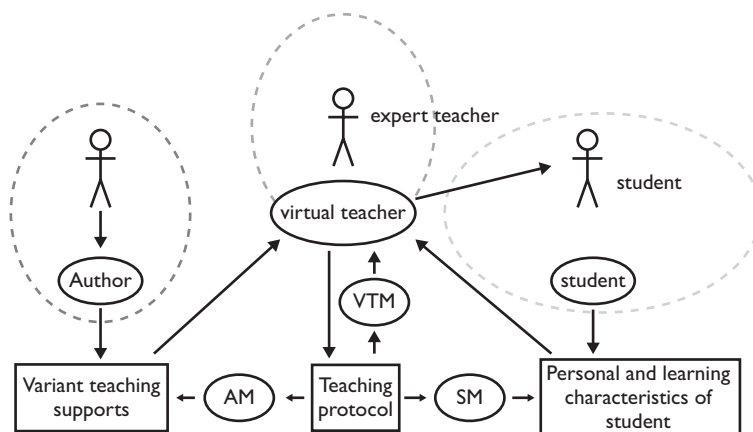 expert teacher
student
virtual teacher
Author
student
VTM
Variant teaching
supports
AM
Teaching
protocol
SM
Personal and learning
characteristics of
student